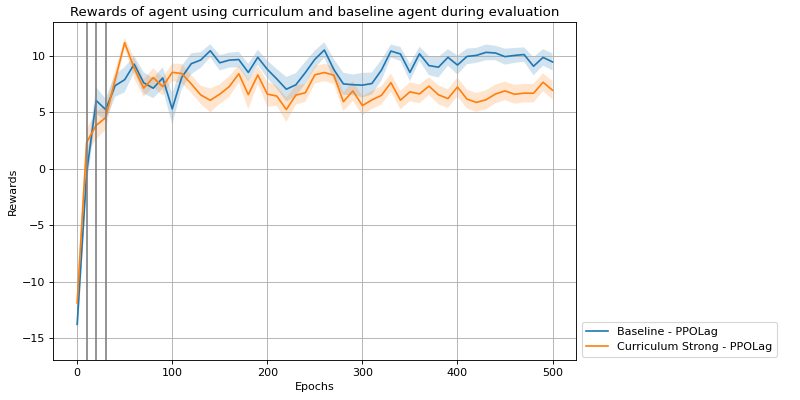 Rewards of agent using curriculum and baseline agent during evaluation
10
5
0
−5
−10
−15
Rewards
0 100 200 300 400 500
Epochs
Baseline - PPOLag
Curriculum Strong - PPOLag